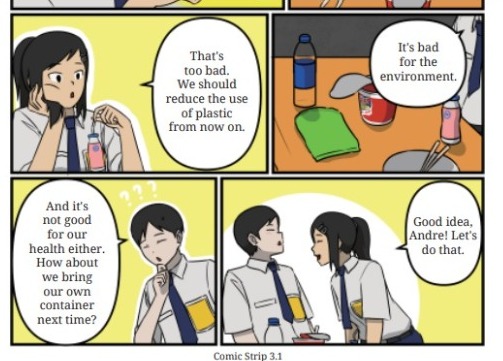 That's
too bad.
We should
reduce the use
of plastic
from now on.
It's bad
for the
environment.
And it's
not good
for our
health either.
How about
we bring
our own
container
next time?
? ? ?
Good idea,
Andre! Let's
do that.
Comic Strip 3.1